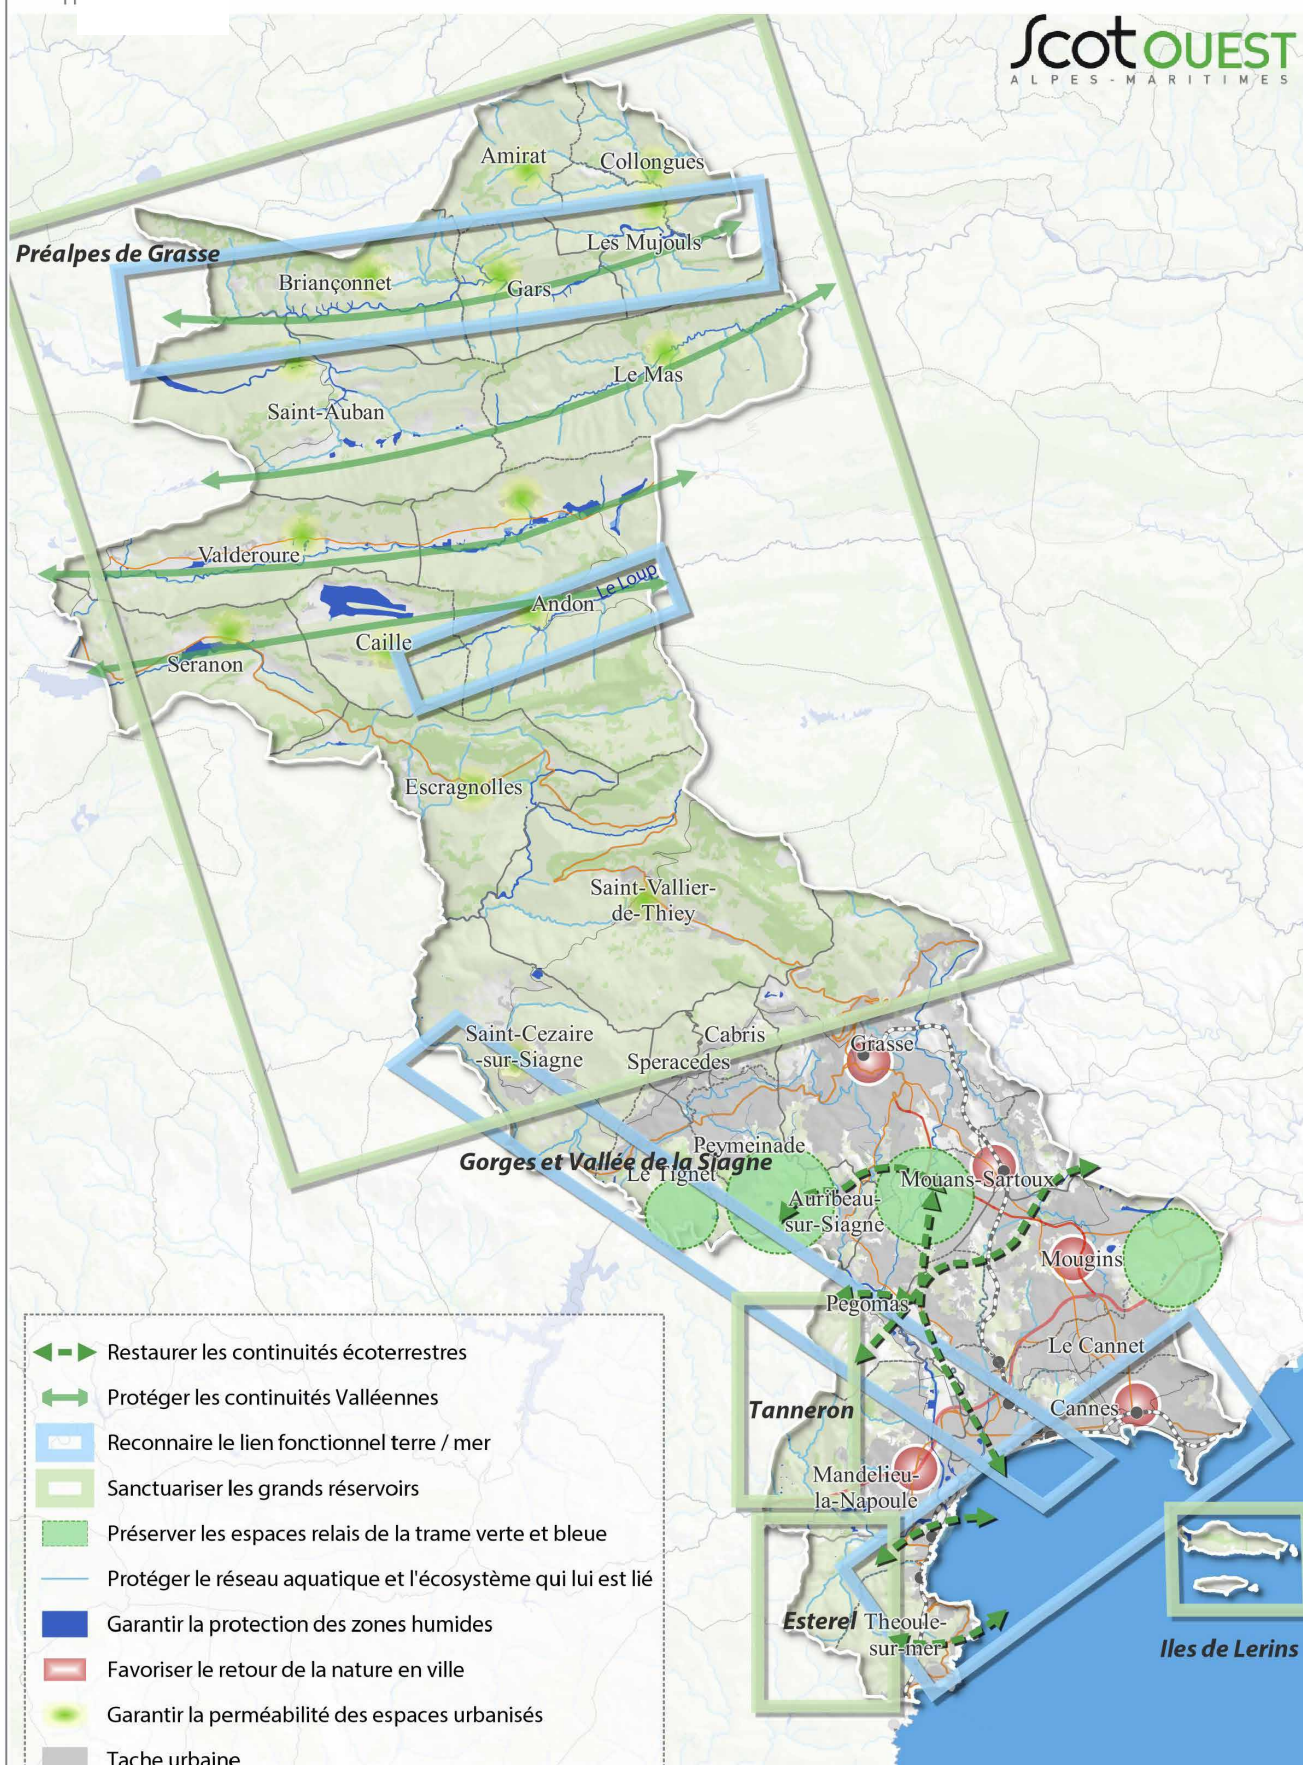 Scot OUEST
ALPES - MARITIMES
Amirat
Collongues
Préalpes de Grasse
Les Mujouls
Briançonnet
Gars
Le Mas
Saint-Auban
Valderoure
Le Loup
Andon
Caille
Seranon
Escragnolles
Saint-Vallier-
de-Thiey
Saint-Cezaire
-sur-Siagne
Cabris
Speracedes
Grasse
Peymeinade
Gorges et Vallée de la Siagne
Le Tignet
Mouans-Sartoux
Auribeau-
sur-Siagne
Mougins
Pegomas
Le Cannet
Tanneron
Cannes
Mandelieu-
la-Napoule
Esterel
Theoule-
sur-mer
Iles de Lerins
Restaurer les continuités écoterrestres
Protéger les continuités Valléennes
Reconnaire le lien fonctionnel terre / mer
Sanctuariser les grands réservoirs
Préserver les espaces relais de la trame verte et bleue
Protéger le réseau aquatique et l'écosystème qui lui est lié
Garantir la protection des zones humides
Favoriser le retour de la nature en ville
Garantir la perméabilité des espaces urbanisés
Tache urbaine